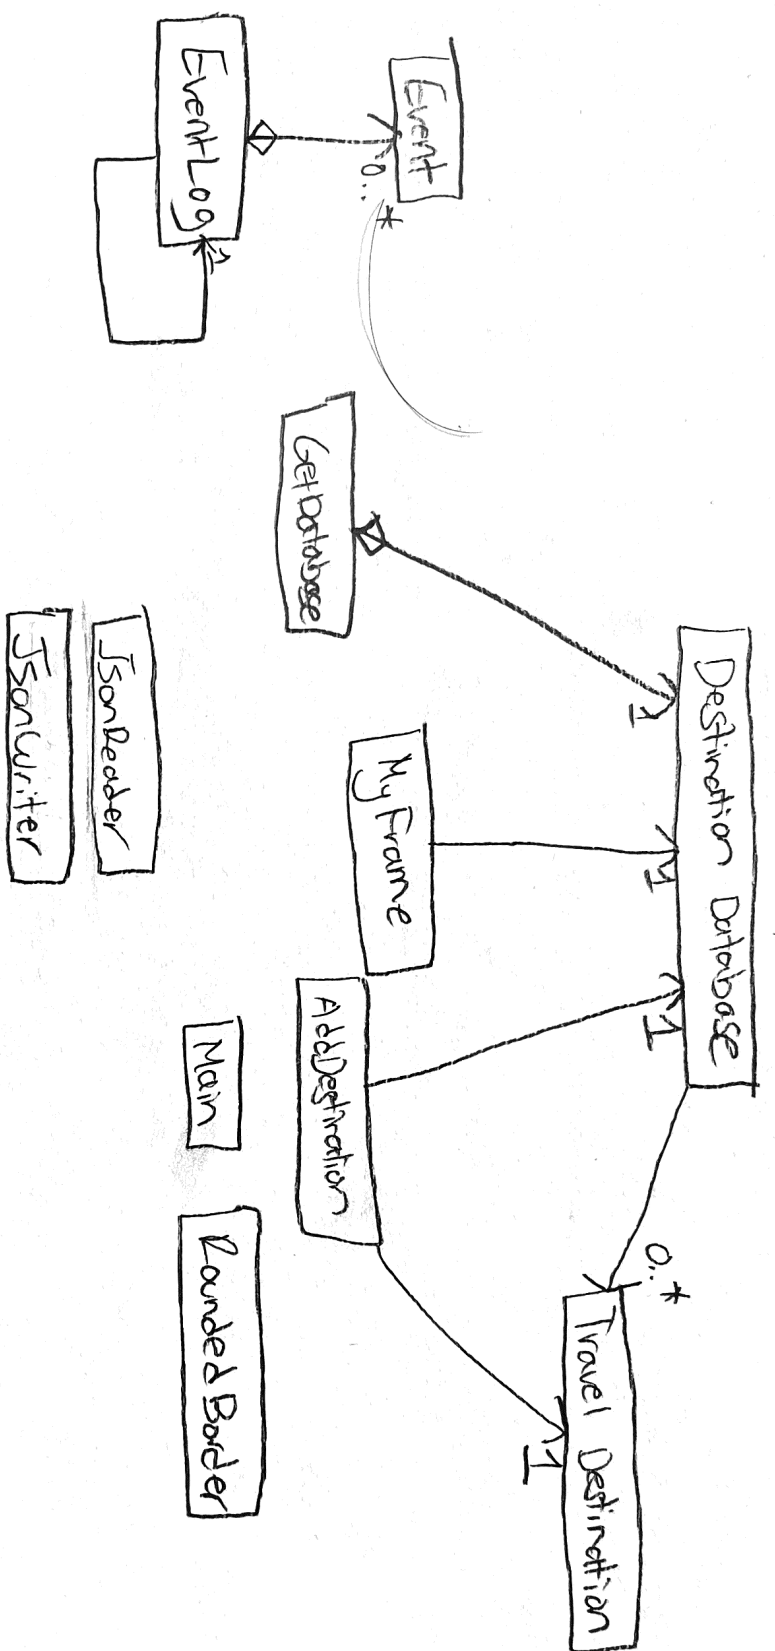 Event
0..*
EventLog
1
Destination Database
1
1
1
GetDatabase
MyFrame
AddDestination
0..*
Travel Destination
1
JsonReader
JsonWriter
Main
RoundedBorder